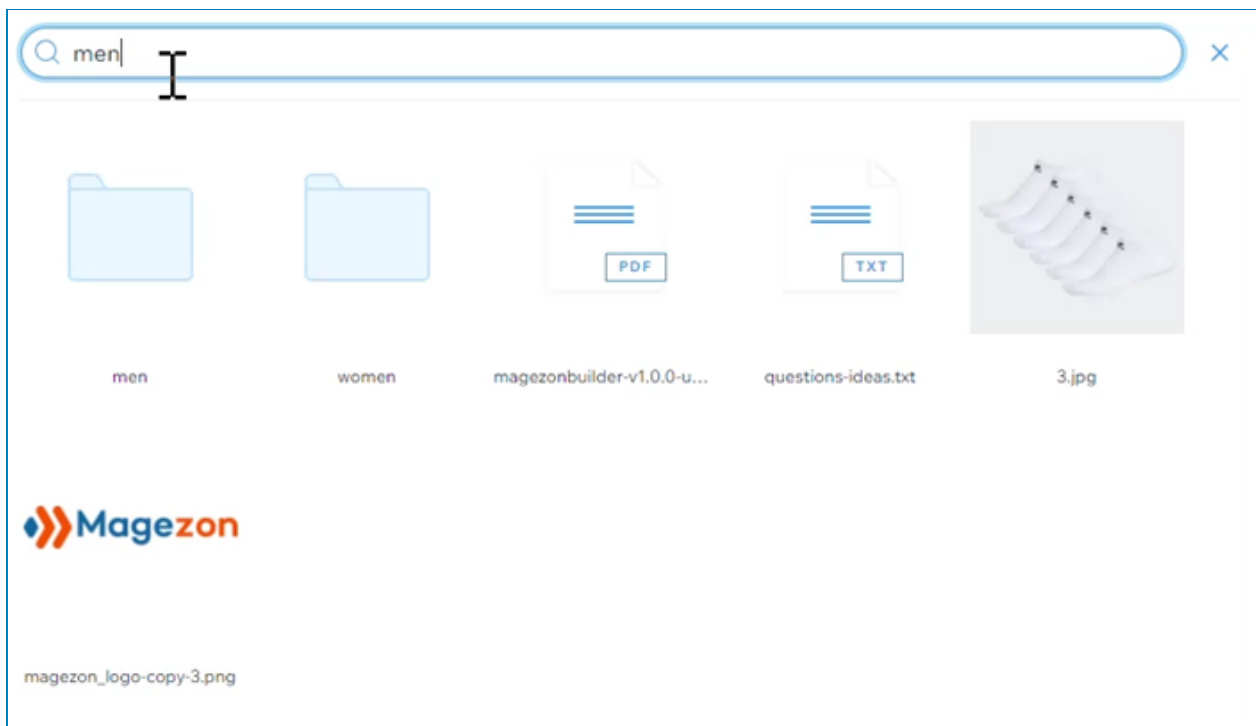 men
PDF
TXT
men
women
magezonbuilder-v1.0.0-u...
questions-ideas.txt
3.jpg
Magezon
magezon_logo-copy-3.png